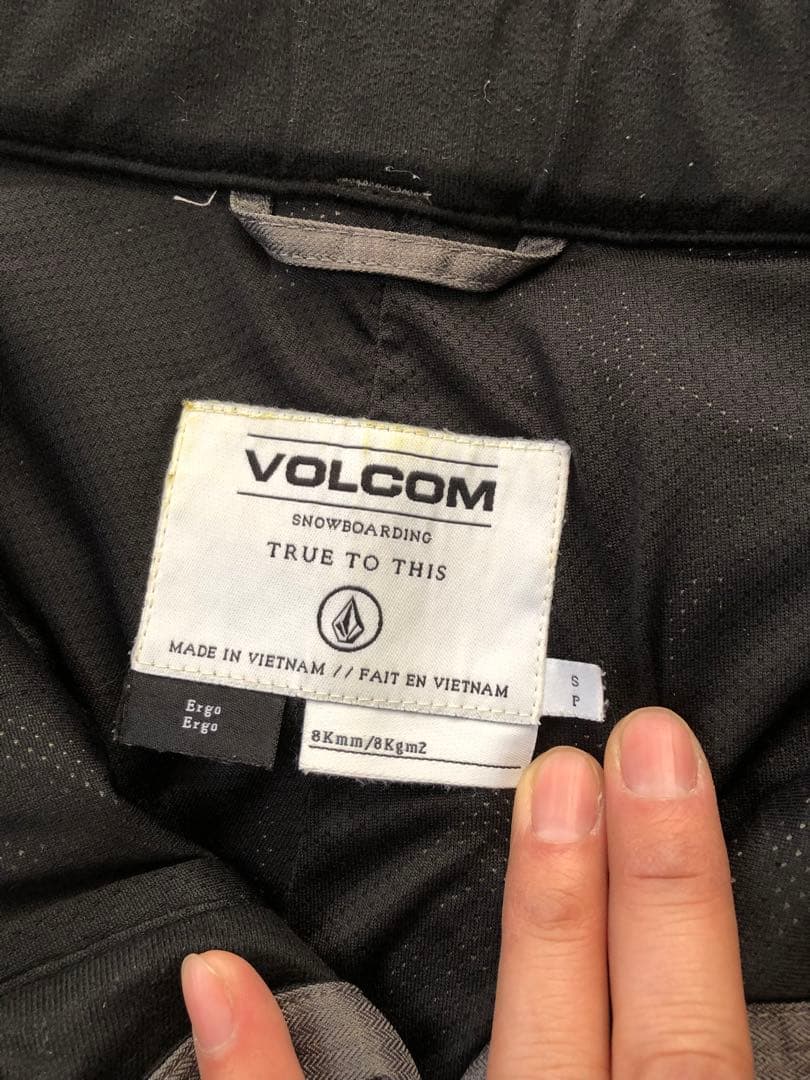 VOLCOM
SNOWBOARDING
TRUE TO THIS
MADE IN VIETNAM // FAIT EN VIETNAM
S
P
Ergo
Ergo
8Kmm/8Kgm2